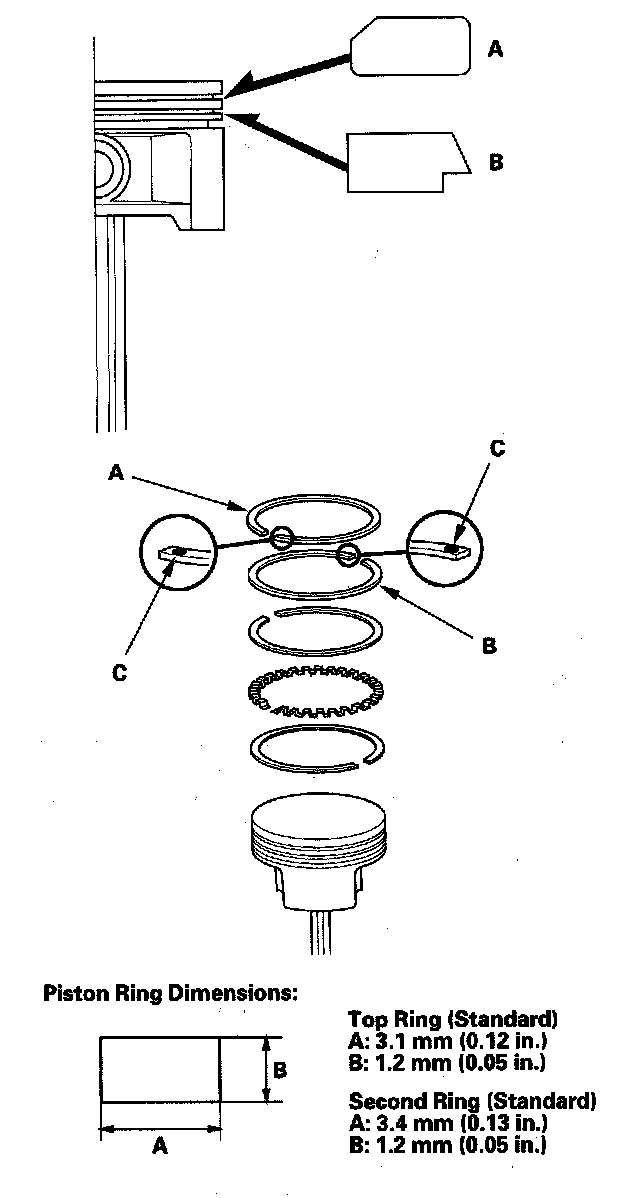 A
B
C
A
C
B
Piston Ring Dimensions:
B
A
Top Ring (Standard)
A: 3.1 mm (0.12 in.)
B: 1.2 mm (0.05 in.)
Second Ring (Standard)
A: 3.4 mm (0.13 in.)
B: 1.2 mm (0.05 in.)